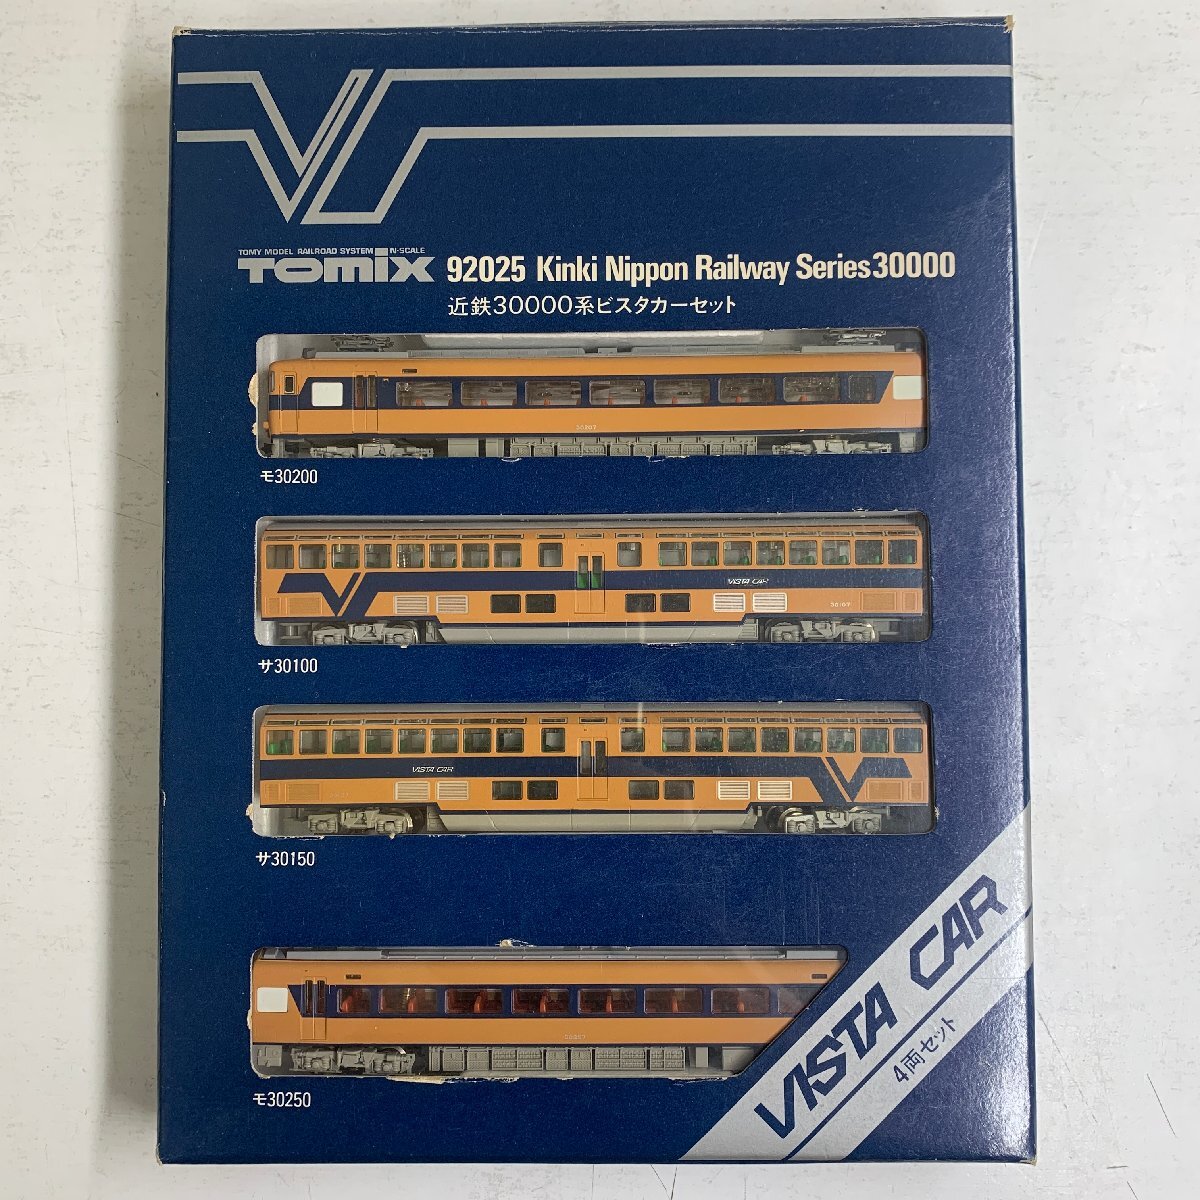 TOMY MODEL RAILROAD SYSTEM N-SCALE
TOMIX 92025 Kinki Nippon Railway Series 30000
近鉄30000系ビスタカーセット
30207
モ30200
VISTA CAR
30107
サ30100
VISTA CAR
サ30150
30257
モ30250
VISTA CAR
4両セット